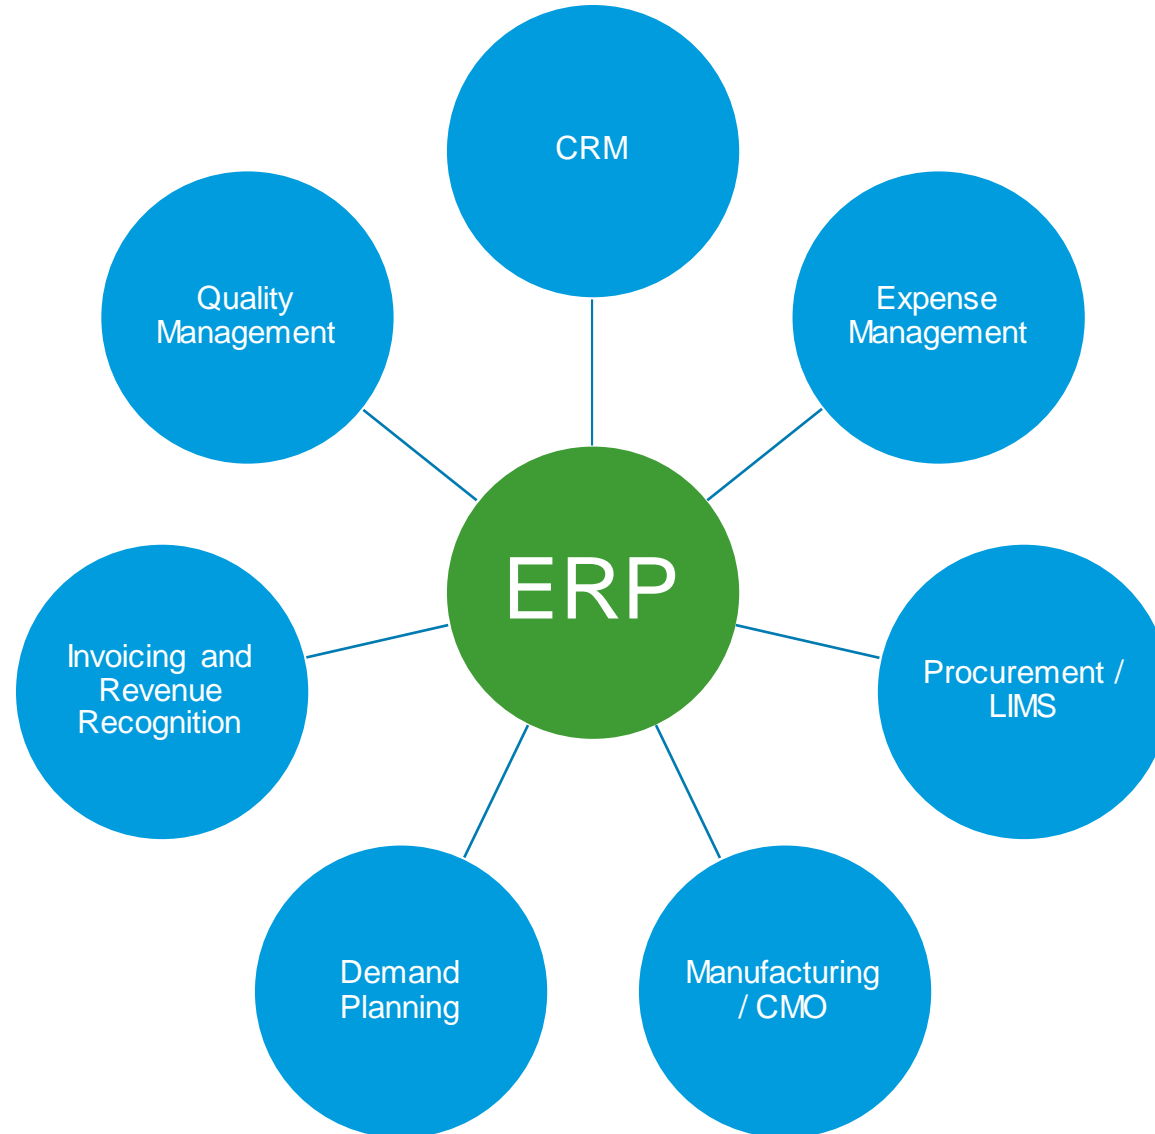 CRM
Expense
Management
Procurement /
LIMS
Manufacturing
/ CMO
Demand
Planning
Invoicing and
Revenue
Recognition
Quality
Management
ERP